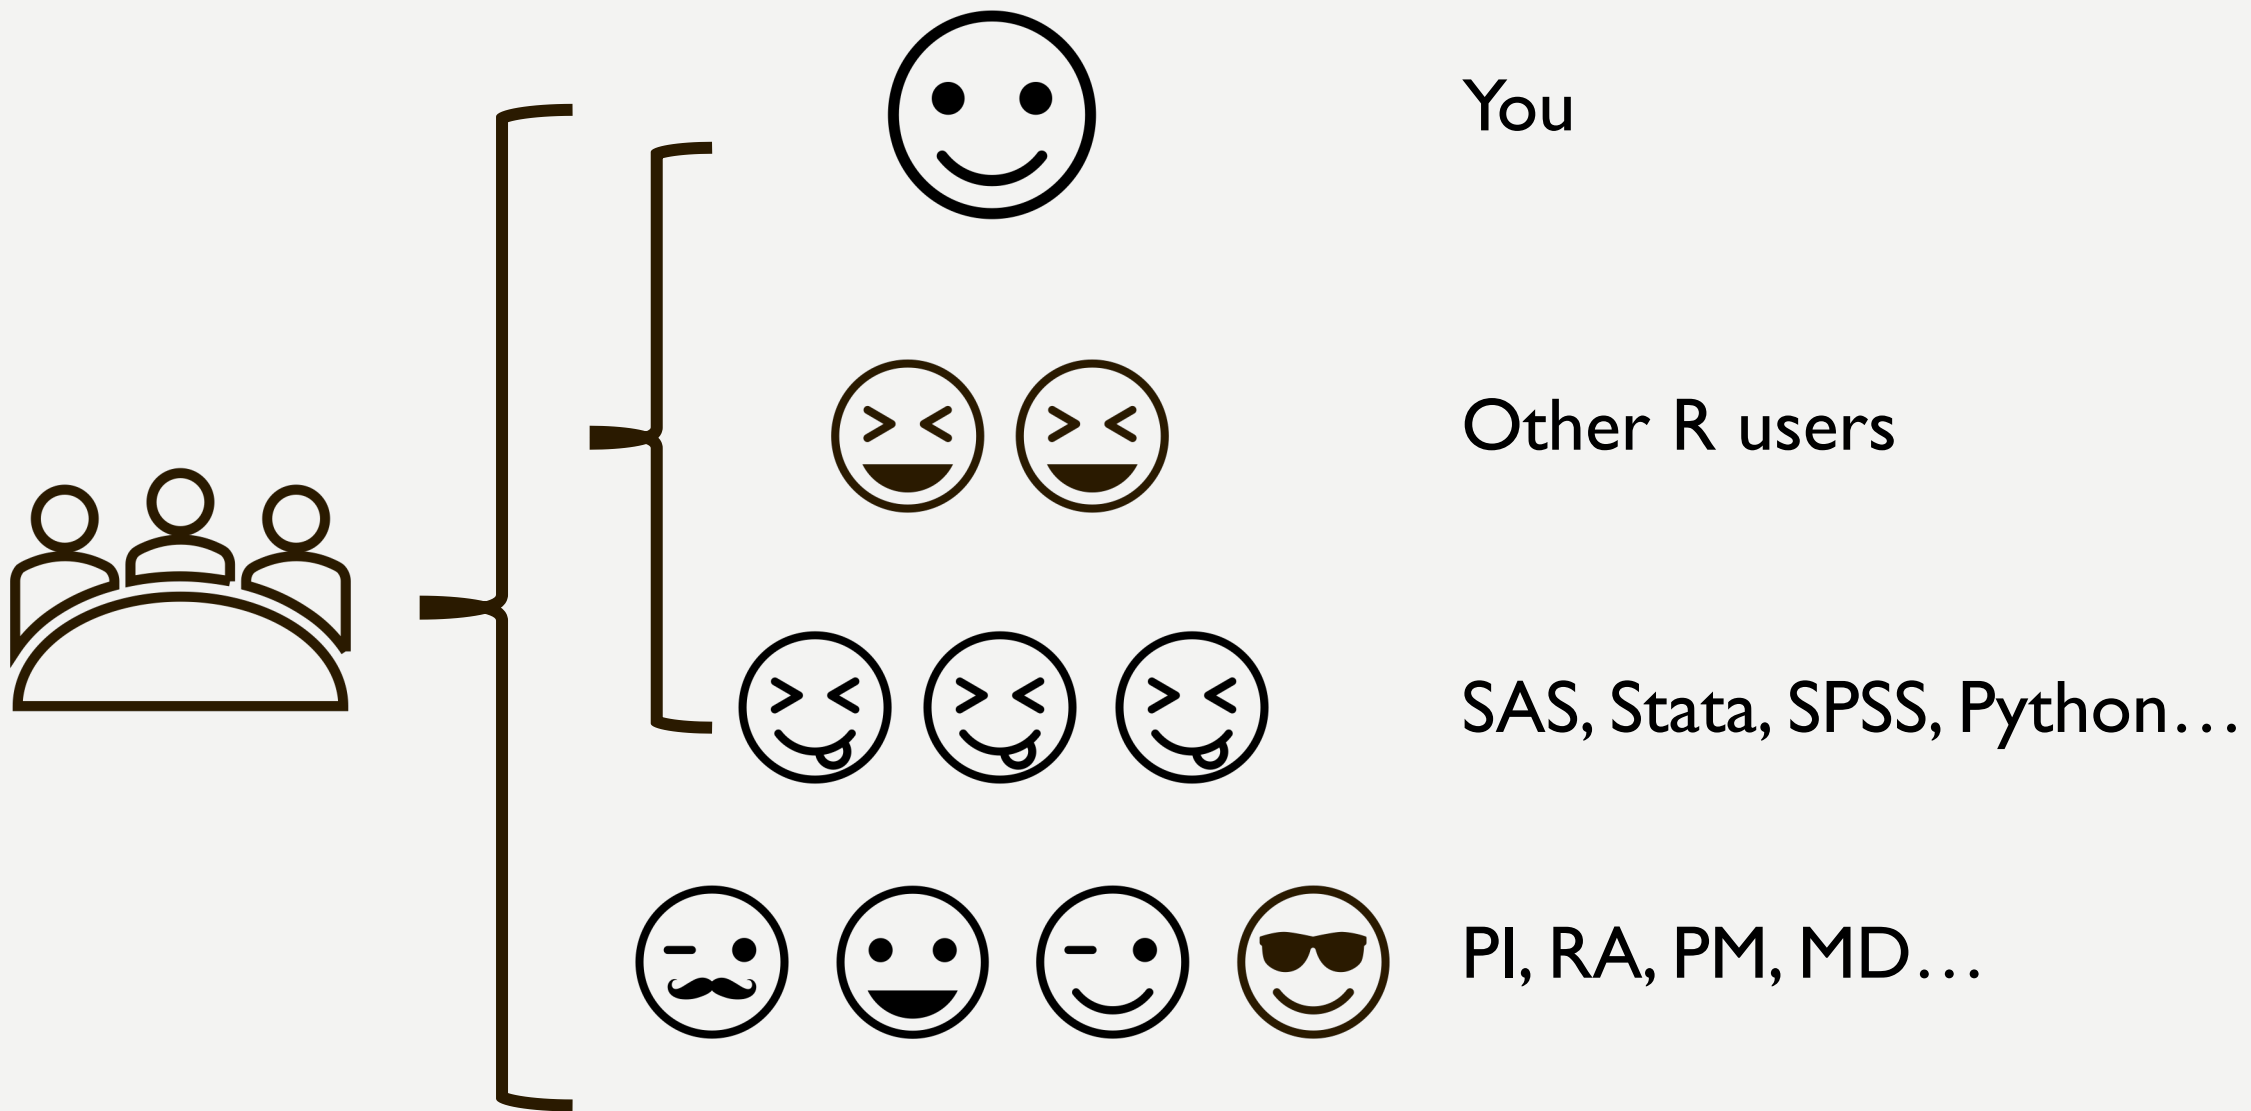 You
Other R users
SAS, Stata, SPSS, Python…
PI, RA, PM, MD…